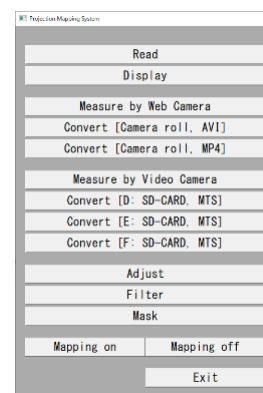 Projection Mapping System
Read
Display
Measure by Web Camera
Convert [Camera roll, AVI]
Convert [Camera roll, MP4]
Measure by Video Camera
Convert [D: SD-CARD, MTS]
Convert [E: SD-CARD, MTS]
Convert [F: SD-CARD, MTS]
Adjust
Filter
Mask
Mapping on Mapping off
Exit